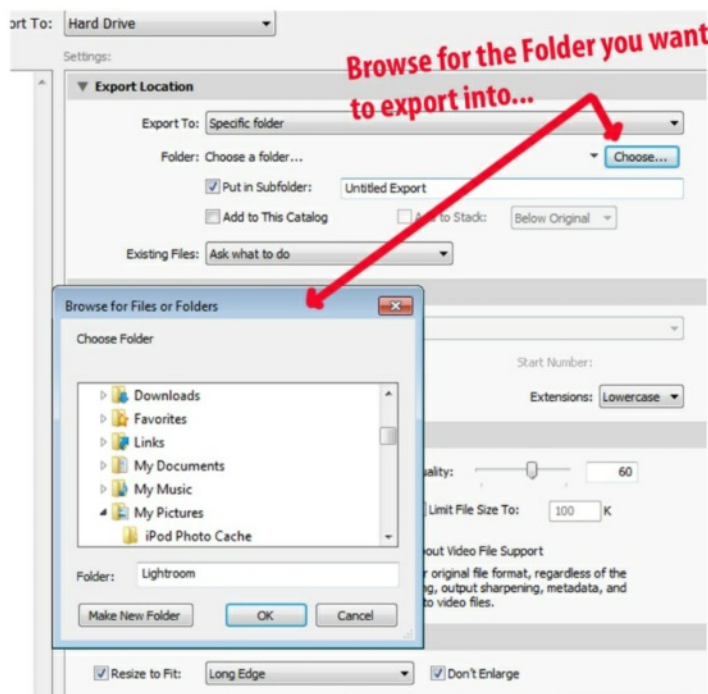 ort To: Hard Drive
Settings:
Browse for the Folder you want
to export into...
Export Location
Export To: Specific folder
Folder: Choose a folder... Choose...
Put in Subfolder: Untitled Export
Add to This Catalog to Stack: Below Original
Existing Files: Ask what to do
Browse for Files or Folders
Choose Folder
Start Number:
Extensions: Lowercase
Downloads
Favorites
Links
My Documents
My Music
My Pictures
iPod Photo Cache
uality: 60
Limit File Size To: 100 K
out Video File Support
r original file format, regardless of the
ng, output sharpening, metadata, and
to video files.
Folder: Lightroom
Make New Folder OK Cancel
Resize to Fit: Long Edge Don't Enlarge